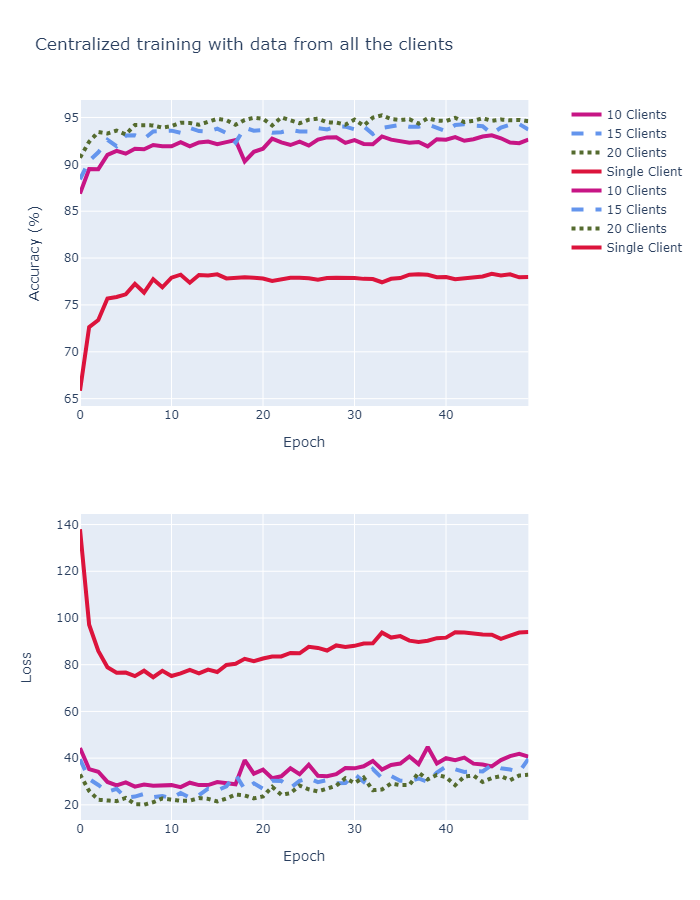 Centralized training with data from all the clients
95
90
85
80
75
70
65
0 10 20 30 40
Accuracy (%)
Epoch
10 Clients
15 Clients
20 Clients
Single Client
10 Clients
15 Clients
20 Clients
Single Client
140
120
100
80
60
40
20
0 10 20 30 40
Loss
Epoch